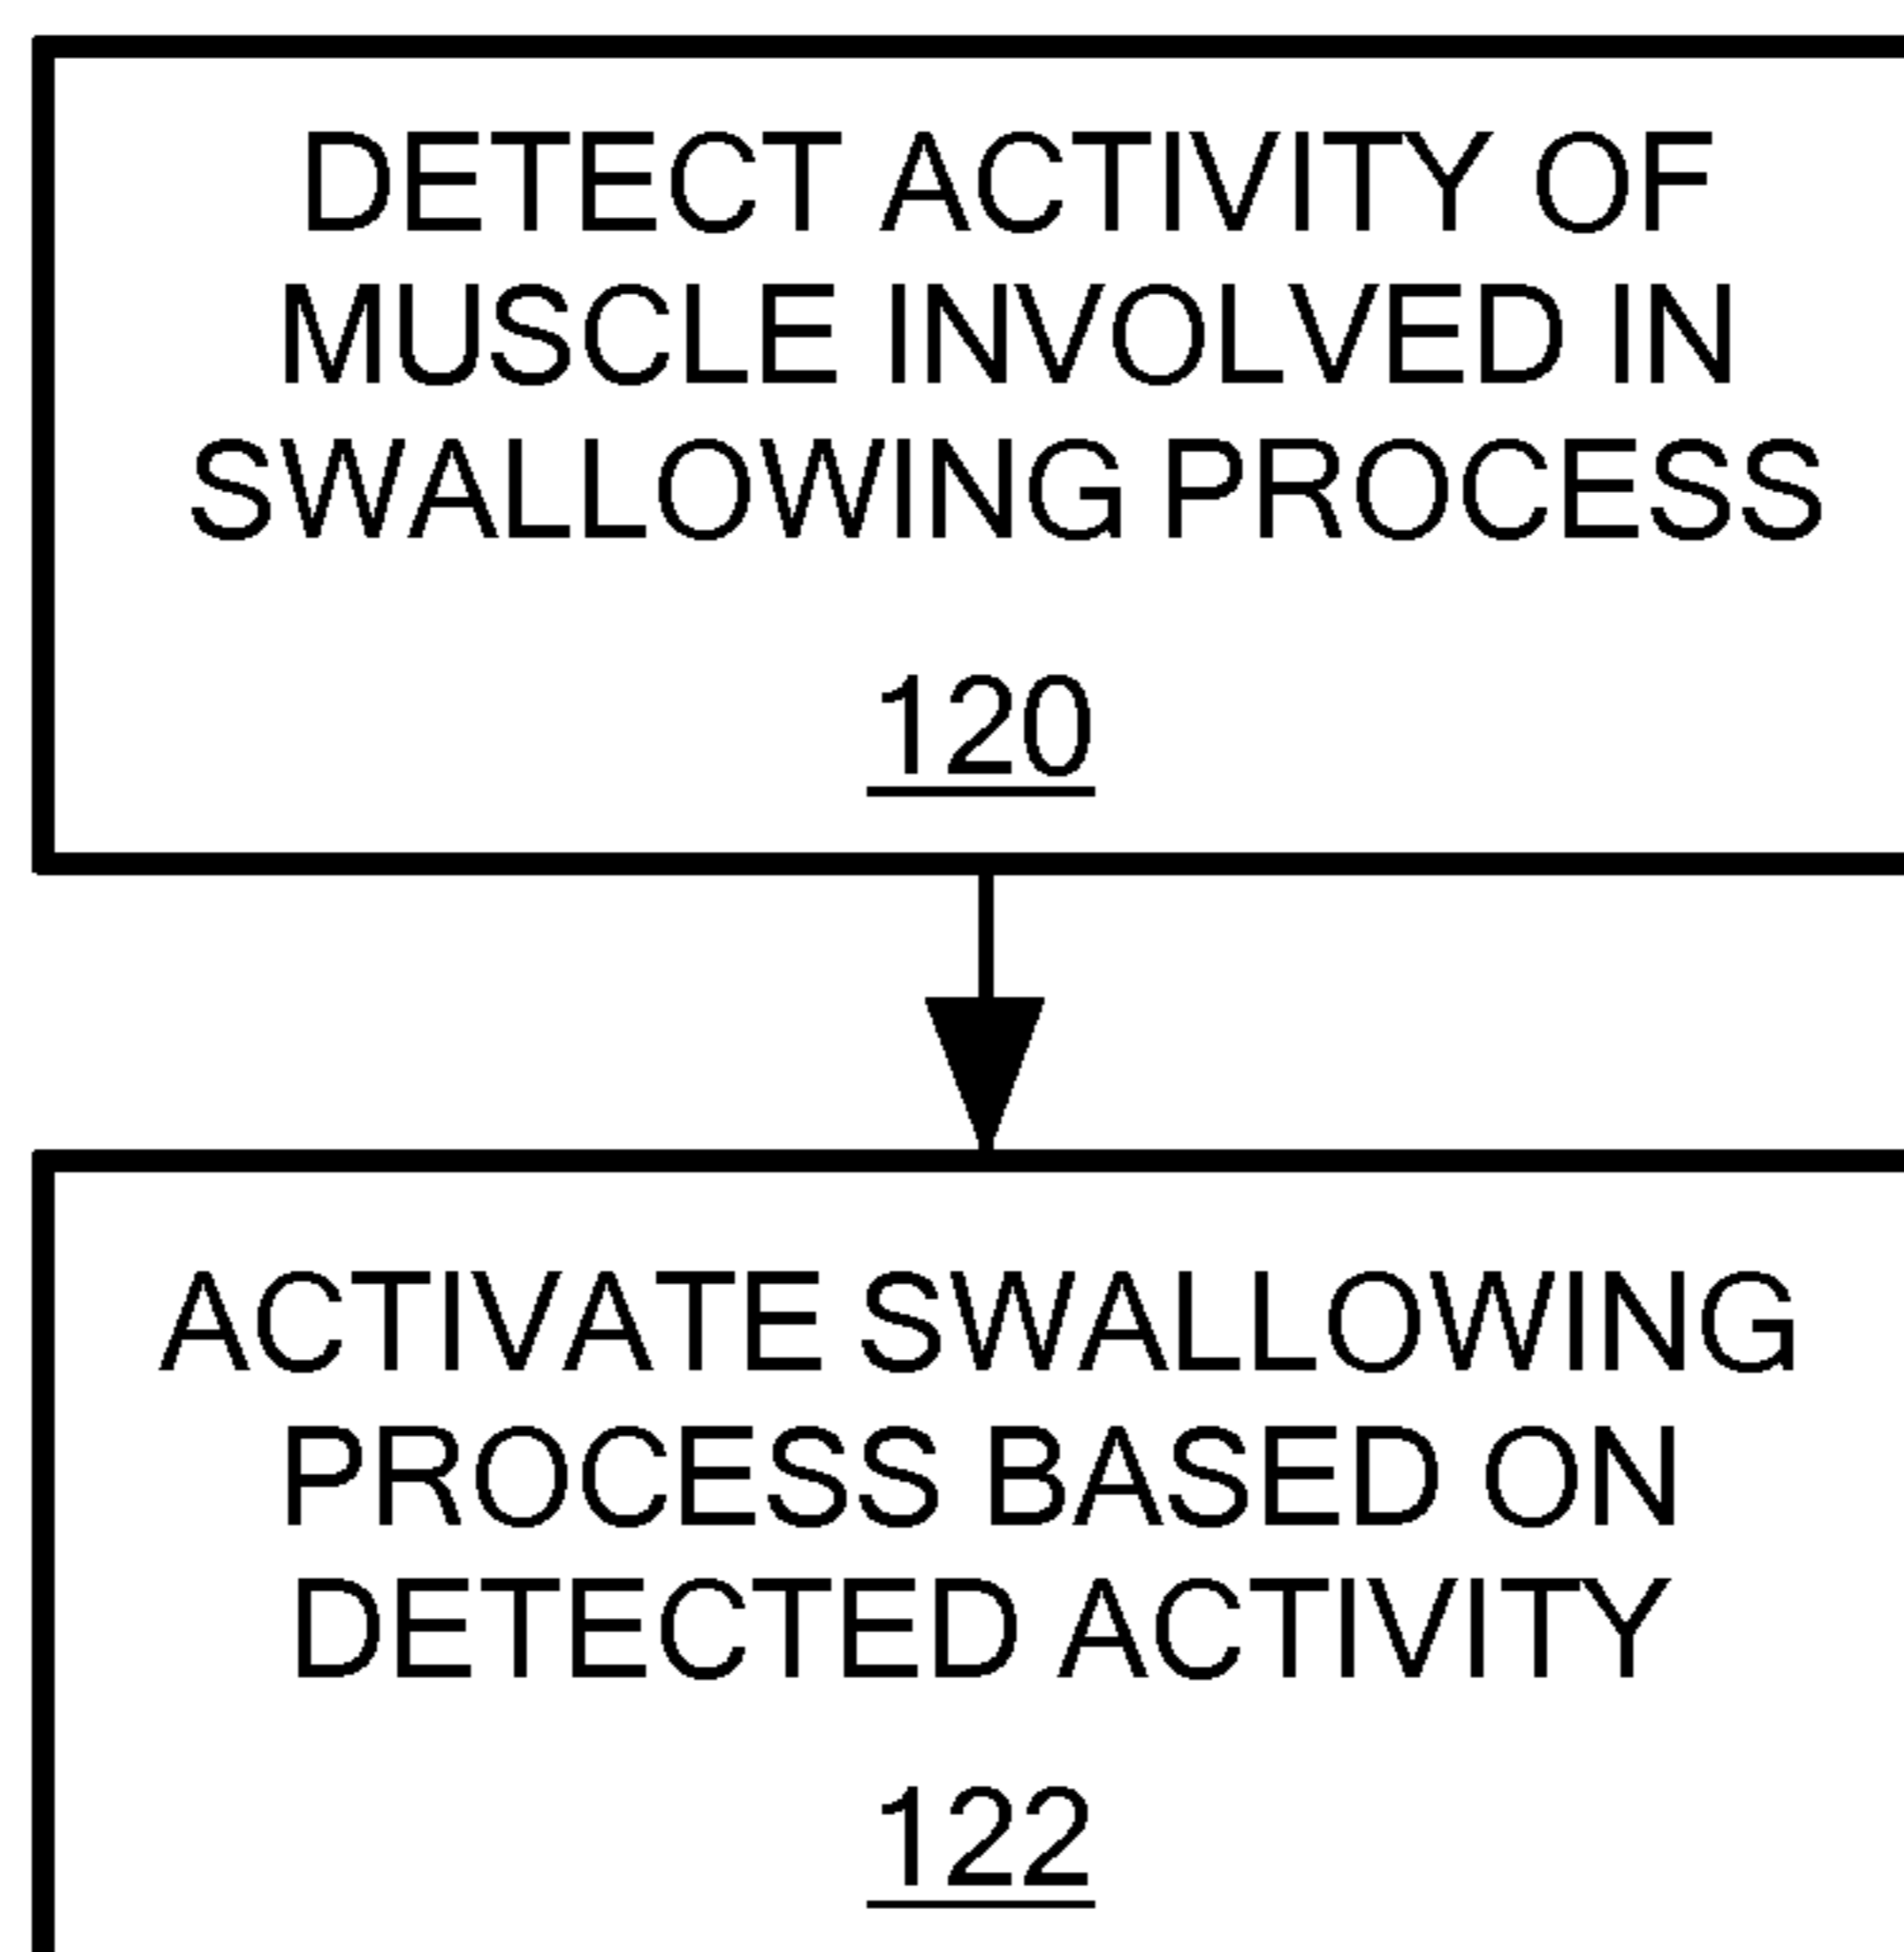 DETECT ACTIVITY OF
MUSCLE INVOLVED IN
SWALLOWING PROCESS
120
ACTIVATE SWALLOWING
PROCESS BASED ON
DETECTED ACTIVITY
122